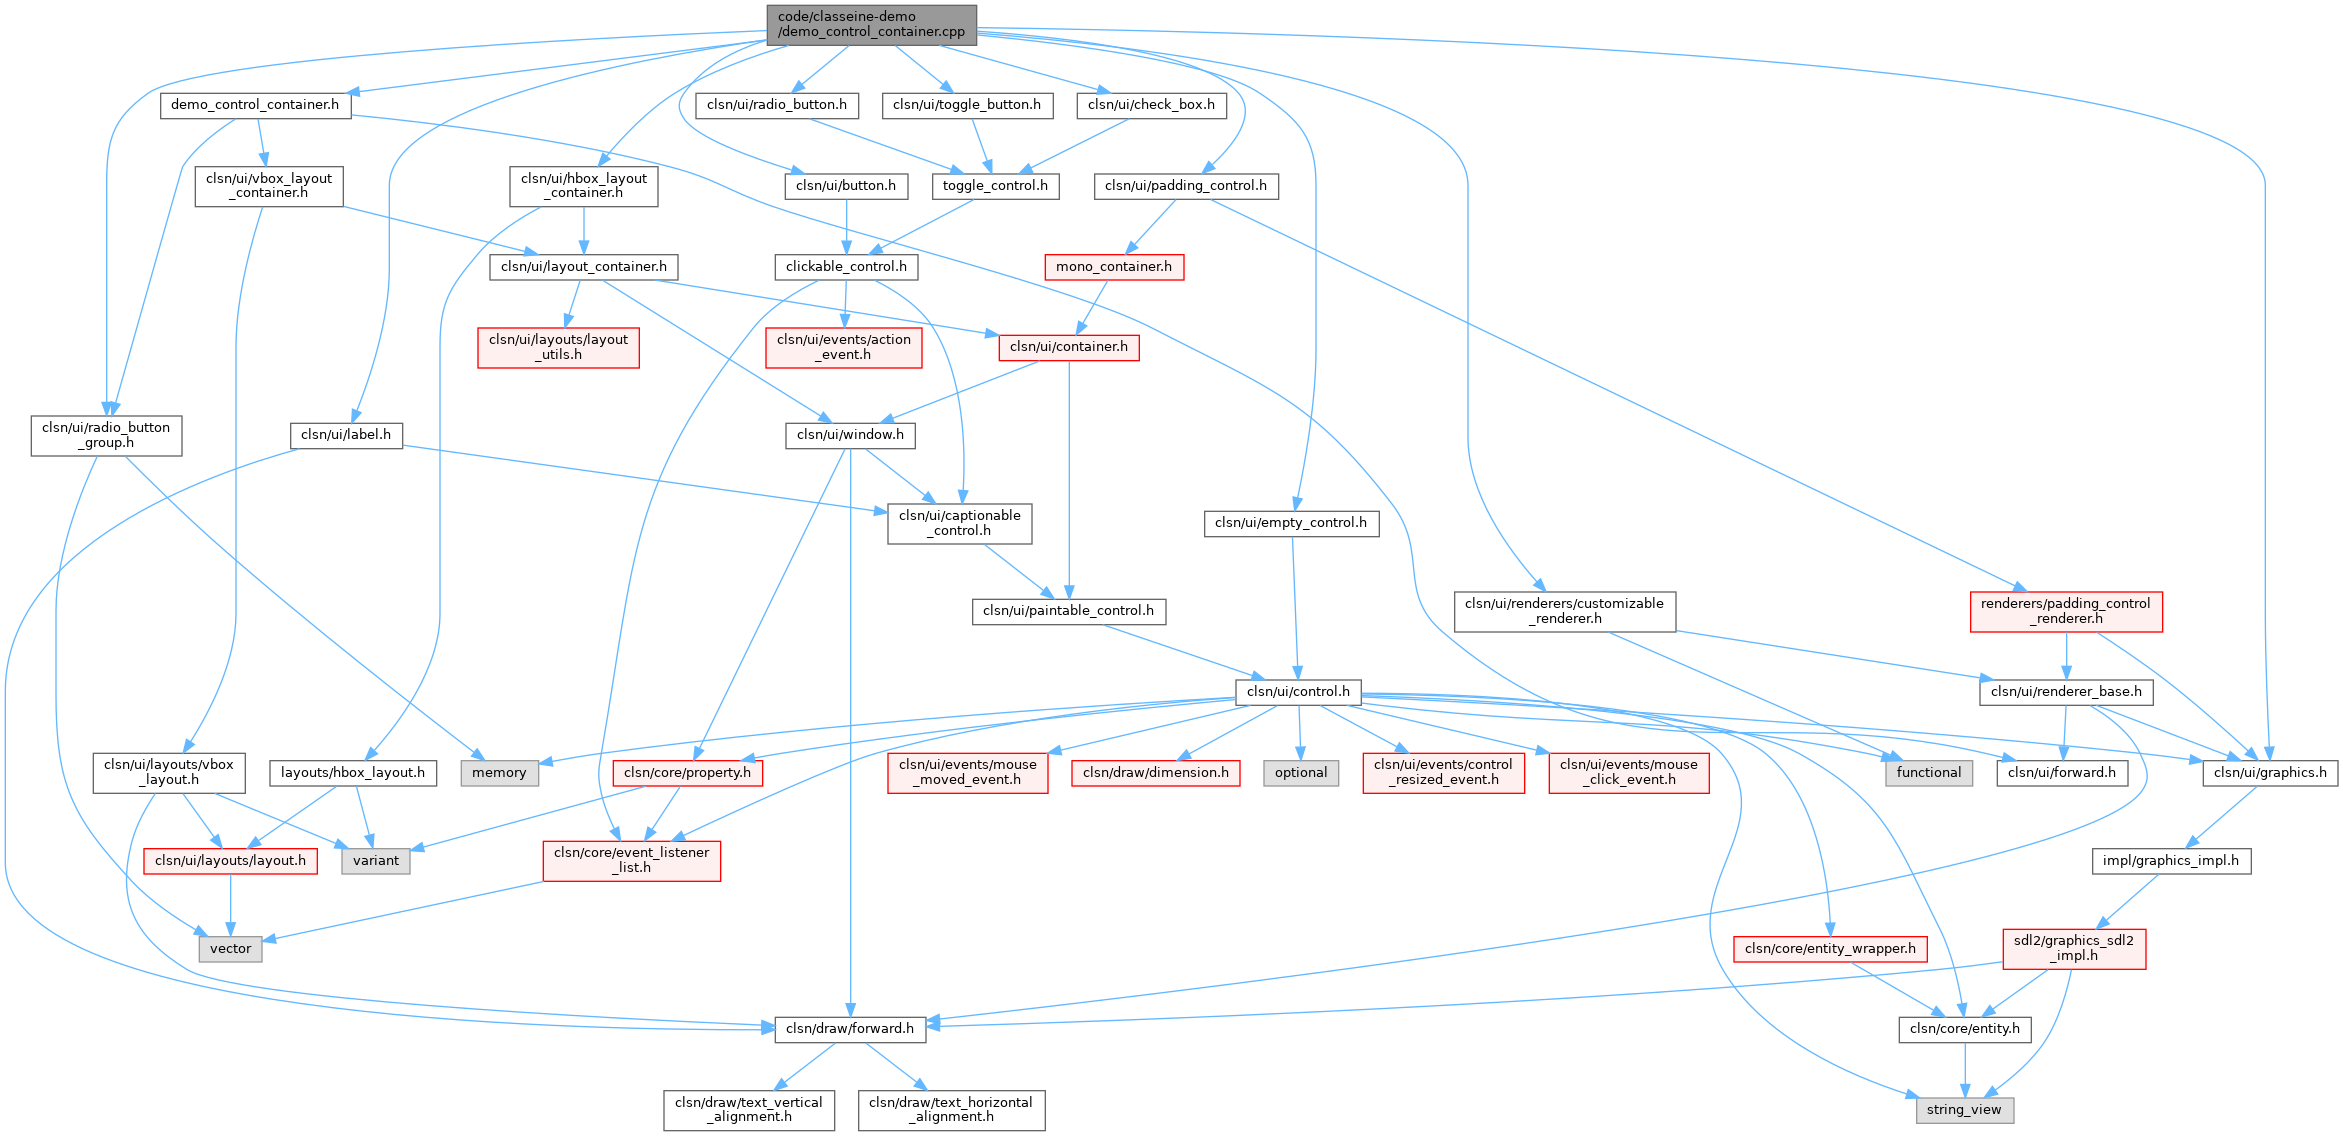 code/classeine-demo
/demo_control_container.cpp
demo_control_container.h
clsn/ui/radio_button.h
clsn/ui/toggle_button.h
clsn/ui/check_box.h
clsn/ui/vbox_layout
_container.h
clsn/ui/hbox_layout
_container.h
clsn/ui/button.h
toggle_control.h
clsn/ui/padding_control.h
clsn/ui/layout_container.h
clickable_control.h
mono_container.h
clsn/ui/layouts/layout
_utils.h
clsn/ui/events/action
_event.h
clsn/ui/container.h
clsn/ui/radio_button
_group.h
clsn/ui/label.h
clsn/ui/window.h
clsn/ui/captionable
_control.h
clsn/ui/empty_control.h
clsn/ui/paintable_control.h
clsn/ui/renderers/customizable
_renderer.h
renderers/padding_control
_renderer.h
clsn/ui/control.h
clsn/ui/renderer_base.h
clsn/ui/layouts/vbox
_layout.h
layouts/hbox_layout.h
memory
clsn/core/property.h
clsn/ui/events/mouse
_moved_event.h
clsn/draw/dimension.h
optional
clsn/ui/events/control
_resized_event.h
clsn/ui/events/mouse
_click_event.h
functional
clsn/ui/forward.h
clsn/ui/graphics.h
clsn/ui/layouts/layout.h
variant
clsn/core/event_listener
_list.h
impl/graphics_impl.h
vector
clsn/core/entity_wrapper.h
sdl2/graphics_sdl2
_impl.h
clsn/draw/forward.h
clsn/core/entity.h
clsn/draw/text_vertical
_alignment.h
clsn/draw/text_horizontal
_alignment.h
string_view